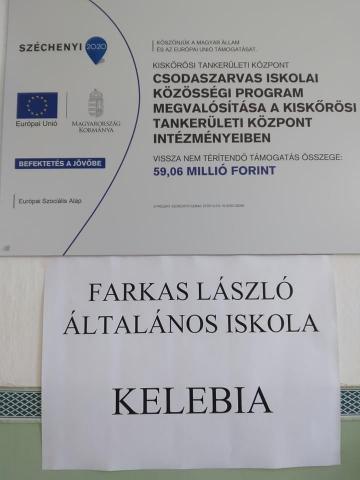 SZÉCHENYI 2020
KÖSZÖNJÜK A MAGYAR ÁLLAM
ÉS AZ EURÓPAI UNIÓ TÁMOGATÁSÁT.
KISKŐRÖSI TANKERÜLETI KÖZPONT
CSODASZARVAS ISKOLAI
KÖZÖSSÉGI PROGRAM
MEGVALÓSÍTÁSA A KISKŐRÖSI
TANKERÜLETI KÖZPONT
INTÉZMÉNYEIBEN
VISSZA NEM TÉRÍTENDŐ TÁMOGATÁS ÖSSZEGE:
59,06 MILLIÓ FORINT
Európai Unió
MAGYARORSZÁG
KORMÁNYA
BEFEKTETÉS A JÖVŐBE
Európai Szociális Alap
FARKAS LÁSZLÓ
ÁLTALÁNOS ISKOLA
KELEBIA